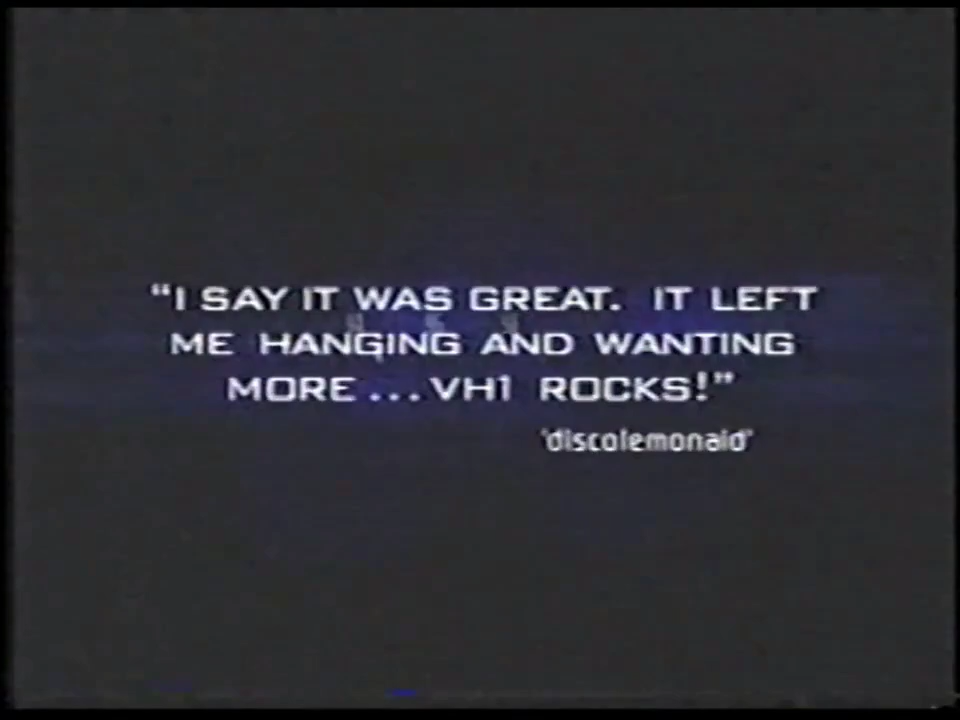 “I SAY IT WAS GREAT. IT LEFT
ME HANGING AND WANTING
MORE...VH1 ROCKS!”
'discolemonaid'